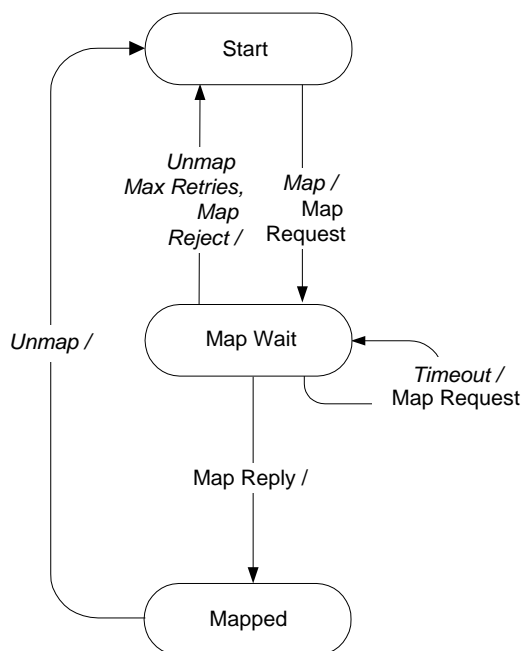 Start
Unmap
Max Retries,
Map
Reject /
Map /
Map
Request
Map Wait
Unmap /
Timeout /
Map Request
Map Reply /
Mapped